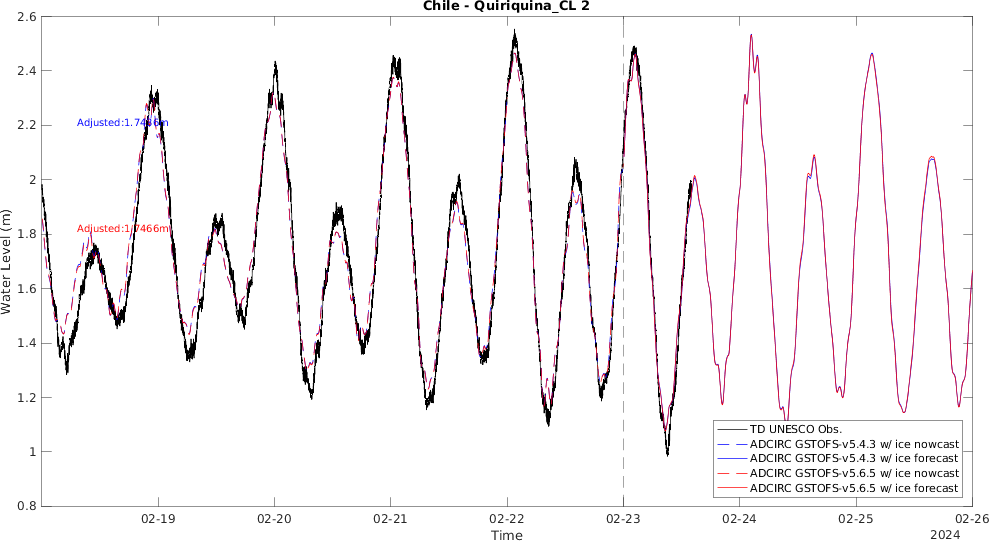 Chile - Quiriquina_CL 2
2.6
2.4
2.2
2
1.8
1.6
1.4
1.2
1
0.8
Water Level (m)
Adjusted:1.7486m
Adjusted:1.7466m
TD UNESCO Obs.
ADCIRC GSTOFS-v5.4.3 w/ ice nowcast
ADCIRC GSTOFS-v5.4.3 w/ ice forecast
ADCIRC GSTOFS-v5.6.5 w/ ice nowcast
ADCIRC GSTOFS-v5.6.5 w/ ice forecast
02-19 02-20 02-21 02-22 02-23 02-24 02-25 02-26
Time
2024